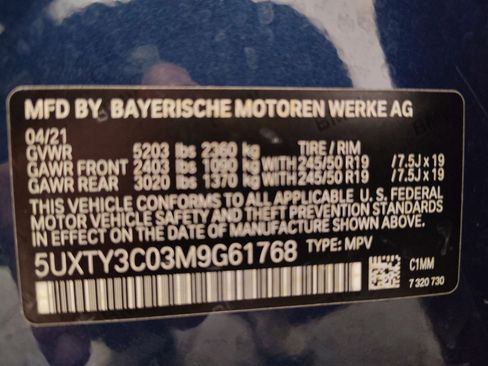 MFD BY BAYERISCHE MOTOREN WERKE AG
04/21
GVWR 5203 lbs 2360 kg TIRE / RIM
GAWR FRONT 2403 lbs 1090 kg WITH 245/50 R19 /7.5J x 19
GAWR REAR 3020 lbs 1370 kg WITH 245/50 R19 /7.5J x 19
THIS VEHICLE CONFORMS TO ALL APPLICABLE U. S. FEDERAL
MOTOR VEHICLE SAFETY AND THEFT PREVENTION STANDARDS
IN EFFECT ON THE DATE OF MANUFACTURE SHOWN ABOVE.
5UXTY3C03M9G61768 TYPE: MPV
C1MM
7 320 730